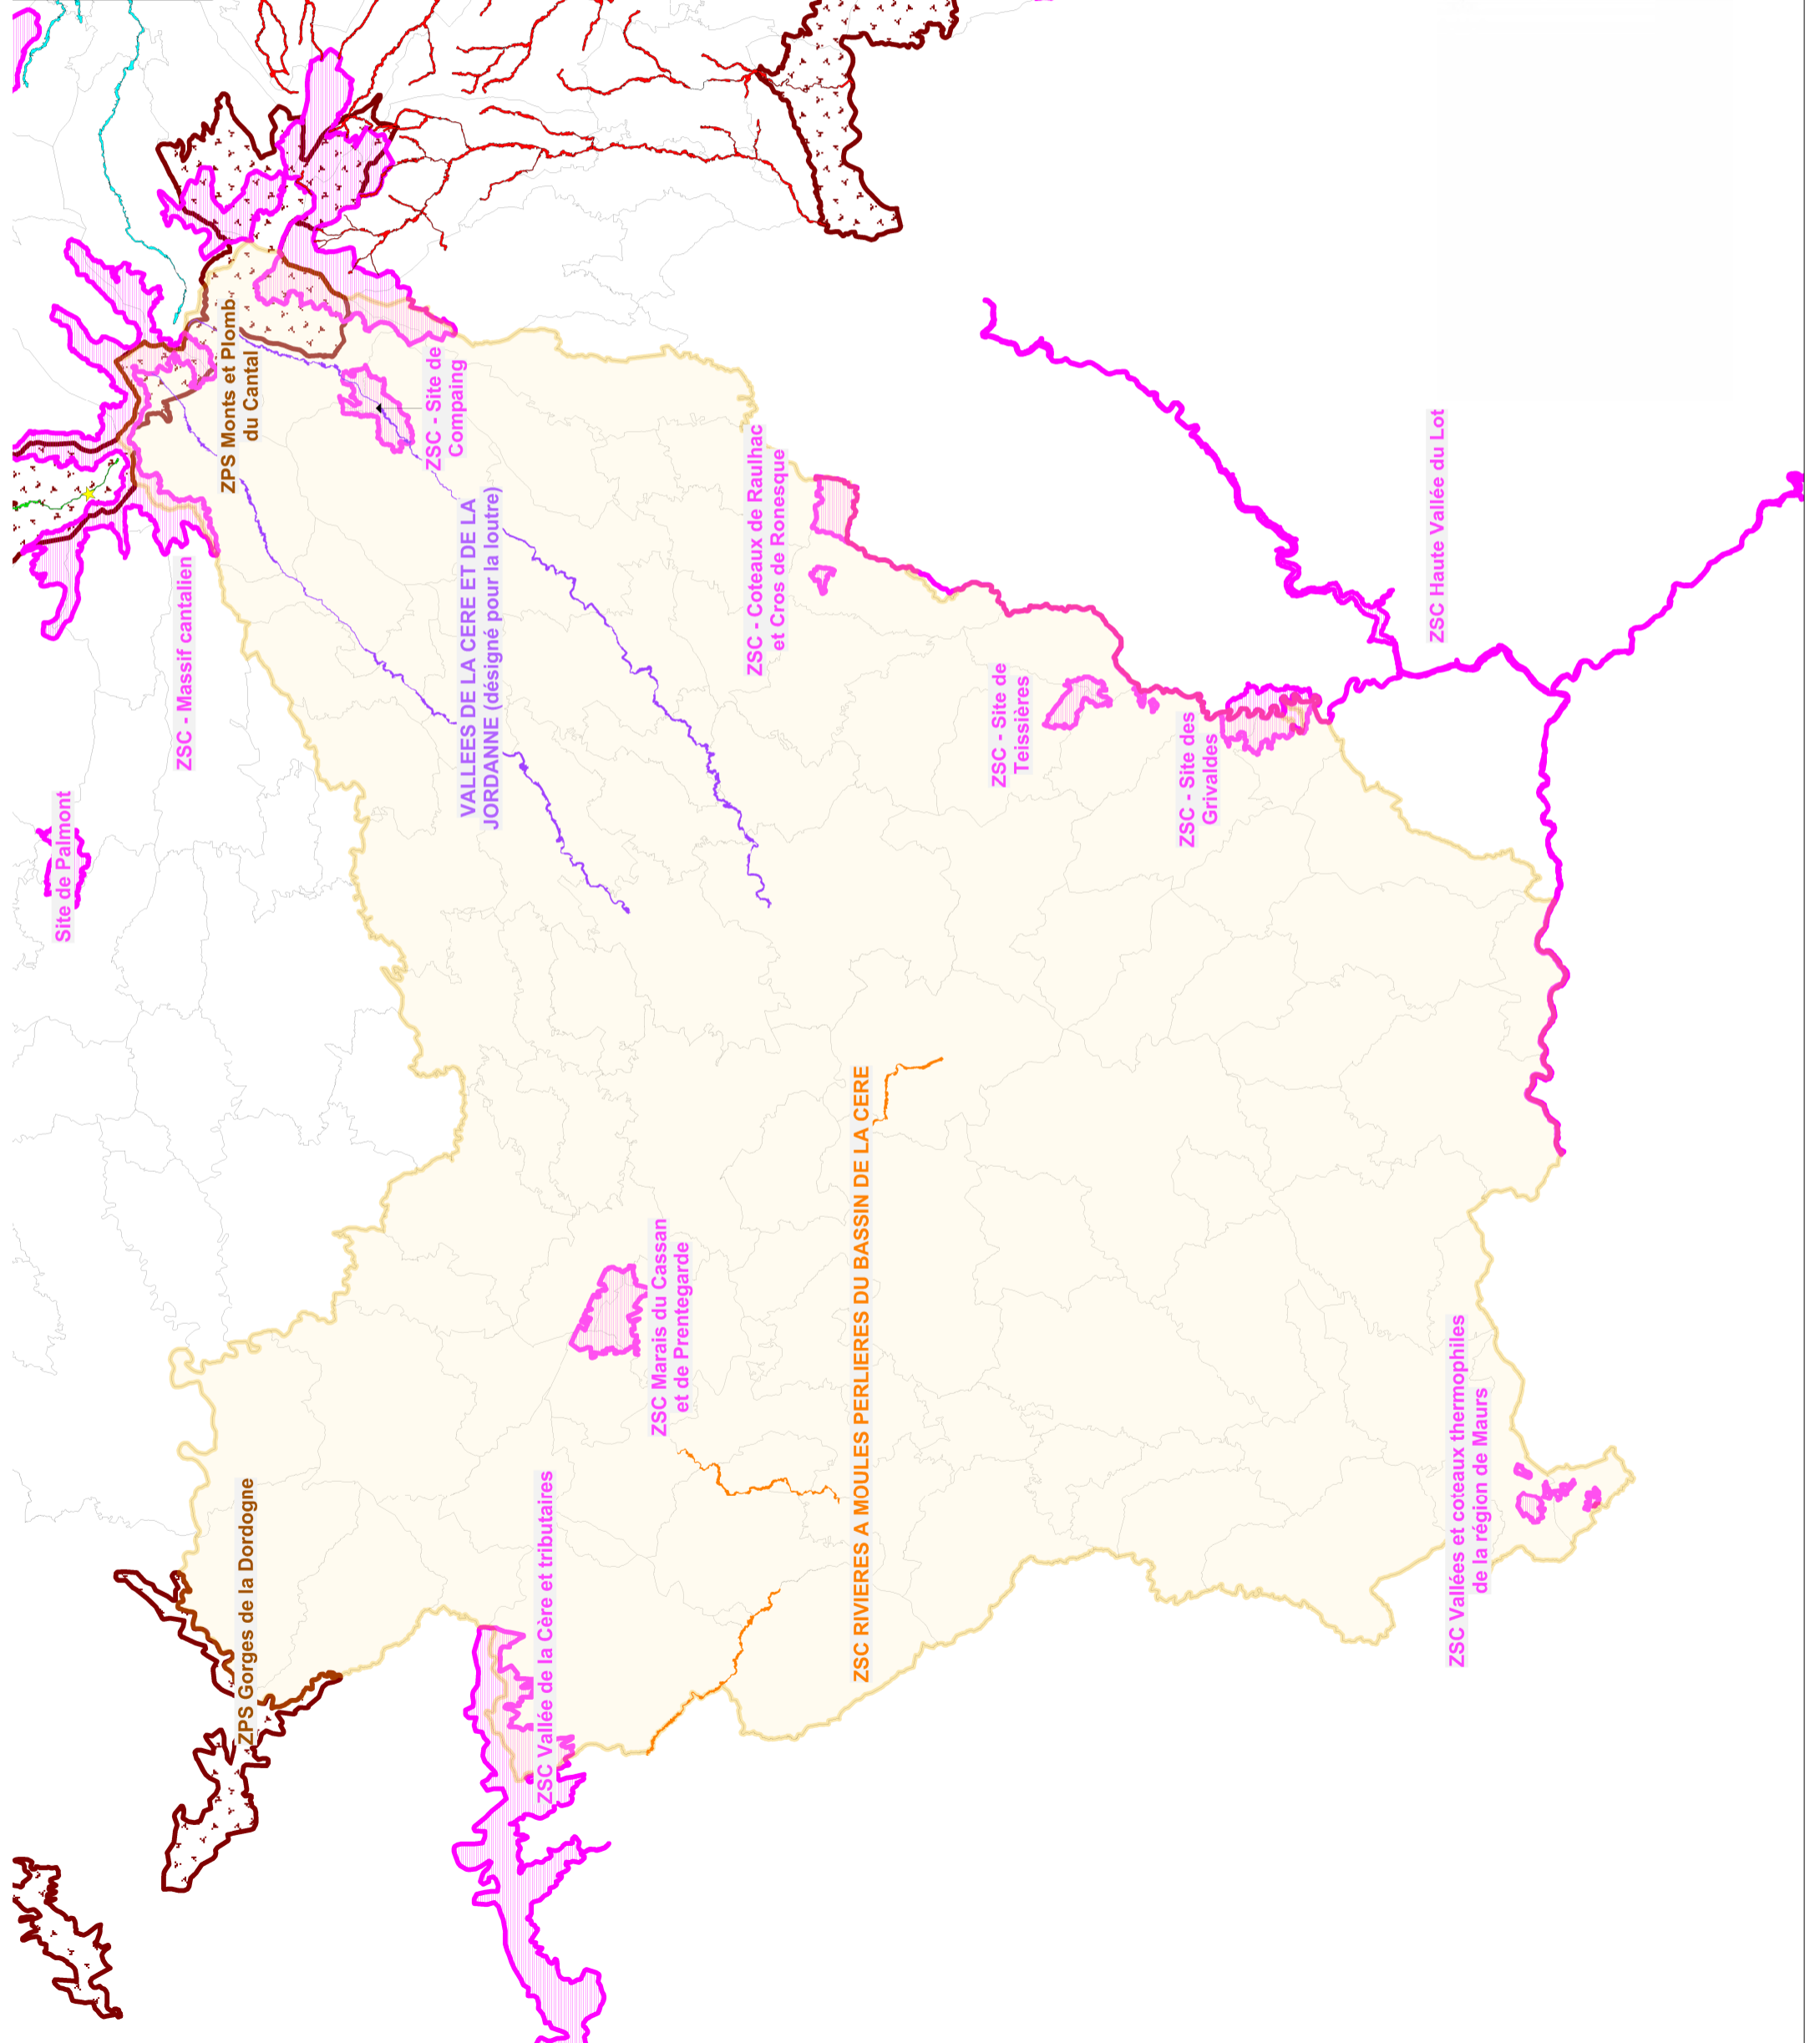 Site de Palmont
ZSC - Massif cantalien
ZPS Monts et Plomb
du Cantal
ZPS Gorges de la Dordogne
ZSC - Site de
Compaing
VALLEES DE LA CERE ET DE LA
JORDANNE (désigné pour la loutre)
ZSC Vallée de la Cère et tributaires
ZSC Marais du Cassan
et de Prentegarde
ZSC - Coteaux de Raulhac
et Cros de Ronesque
ZSC RIVIERES A MOULES PERLIERES DU BASSIN DE LA CERE
ZSC - Site de
Teissières
ZSC - Site des
Grivaldes
ZSC Haute Vallée du Lot
ZSC Vallées et coteaux thermophiles
de la région de Maurs